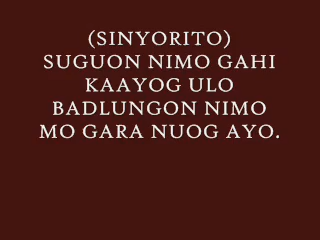 (SINYORITO)
SUGUON NIMO GAHI
KAAYOG ULO
BADLUNGON NIMO
MO GARA NUOG AYO.